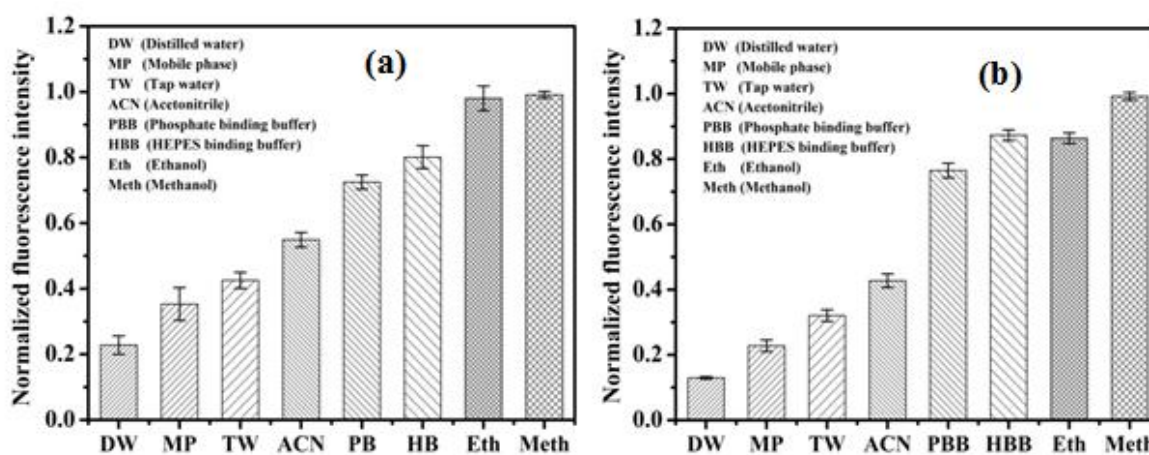 Normalized fluorescence intensity
1.2
1.0
0.8
0.6
0.4
0.2
0.0
DW (Distilled water)
MP (Mobile phase)
TW (Tap water)
ACN (Acetonitrile)
PBB (Phosphate binding buffer)
HBB (HEPES binding buffer)
Eth (Ethanol)
Meth (Methanol)
(a)
DW MP TW ACN PB HB Eth Meth
Normalized fluorescence intensity
1.2
1.0
0.8
0.6
0.4
0.2
0.0
DW (Distilled water)
MP (Mobile phase)
TW (Tap water)
ACN (Acetonitrile)
PBB (Phosphate binding buffer)
HBB (HEPES binding buffer)
Eth (Ethanol)
Meth (Methanol)
(b)
DW MP TW ACN PBB HBB Eth Meth